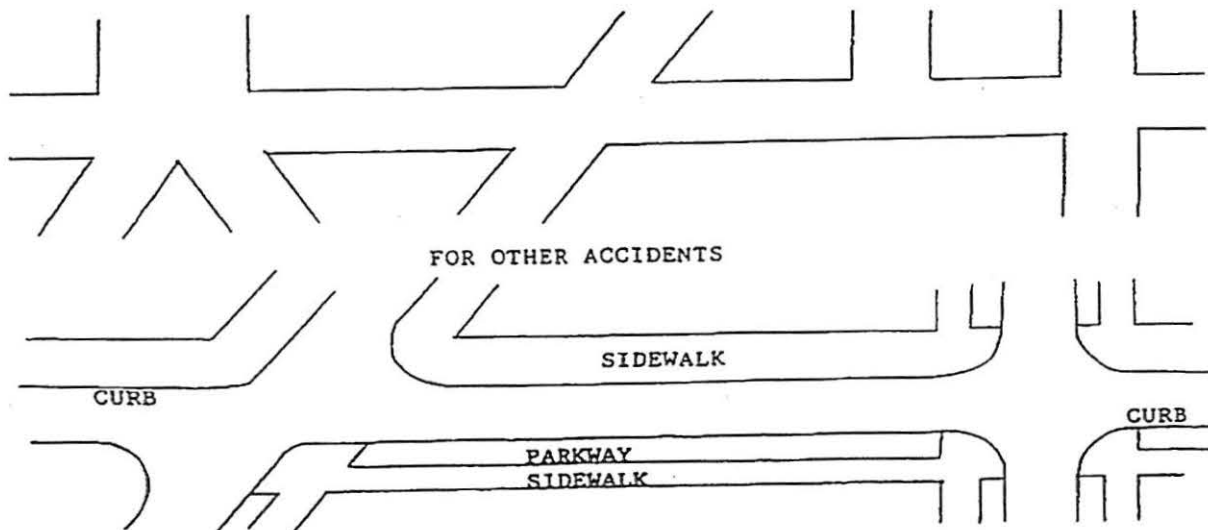 FOR OTHER ACCIDENTS
SIDEWALK
CURB
CURB
PARKWAY
SIDEWALK